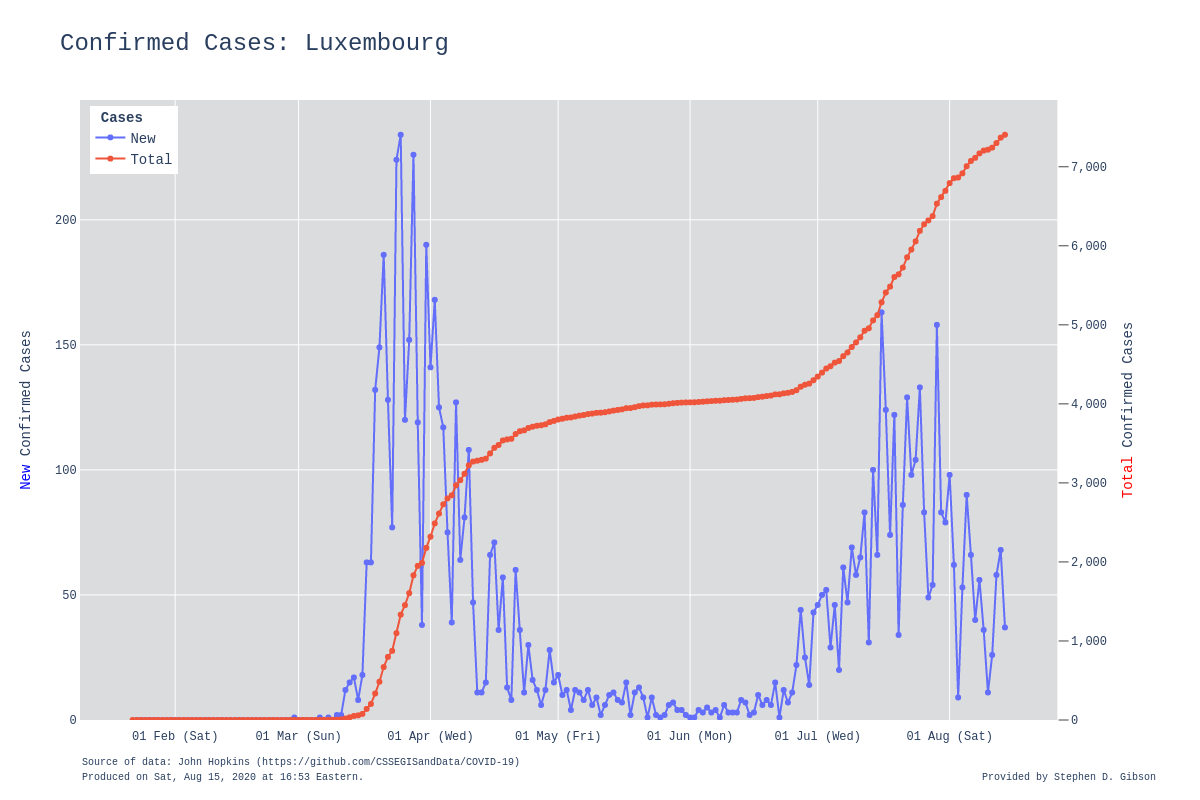 Confirmed Cases: Luxembourg
Cases
New
Total
200
150
100
50
0
7,000
6,000
5,000
4,000
3,000
2,000
1,000
0
New Confirmed Cases
Total Confirmed Cases
01 Feb (Sat)
01 Mar (Sun)
01 Apr (Wed)
01 May (Fri)
01 Jun (Mon)
01 Jul (Wed)
01 Aug (Sat)
Source of data: John Hopkins (https://github.com/CSSEGISandData/COVID-19)
Produced on Sat, Aug 15, 2020 at 16:53 Eastern.
Provided by Stephen D. Gibson